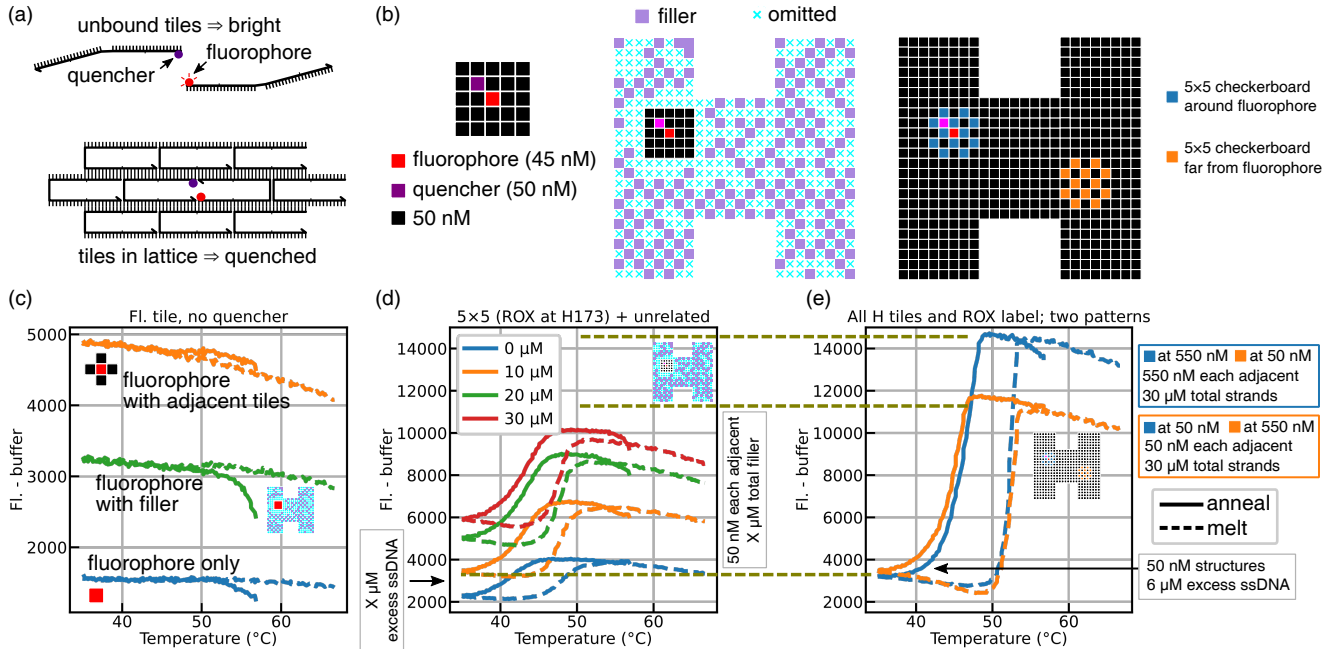 (a)
unbound tiles ⇒ bright
fluorophore
quencher
tiles in lattice ⇒ quenched
(b)
filler
omitted
fluorophore (45 nM)
quencher (50 nM)
50 nM
5×5 checkerboard
around fluorophore
5×5 checkerboard
far from fluorophore
(c)
Fl. tile, no quencher
Fl. - buffer
5000
4000
3000
2000
fluorophore
with adjacent tiles
fluorophore
with filler
fluorophore only
40
50
60
Temperature (°C)
X μM
excess ssDNA
(d)
5×5 (ROX at H173) + unrelated
Fl. - buffer
14000
12000
10000
8000
6000
4000
2000
0 μM
10 μM
20 μM
30 μM
40
50
60
Temperature (°C)
50 nM each adjacent
X μM total filler
(e)
All H tiles and ROX label; two patterns
Fl. - buffer
14000
12000
10000
8000
6000
4000
2000
40
50
60
Temperature (°C)
at 550 nM at 50 nM
550 nM each adjacent
30 μM total strands
at 50 nM at 550 nM
50 nM each adjacent
30 μM total strands
anneal
melt
50 nM structures
6 μM excess ssDNA